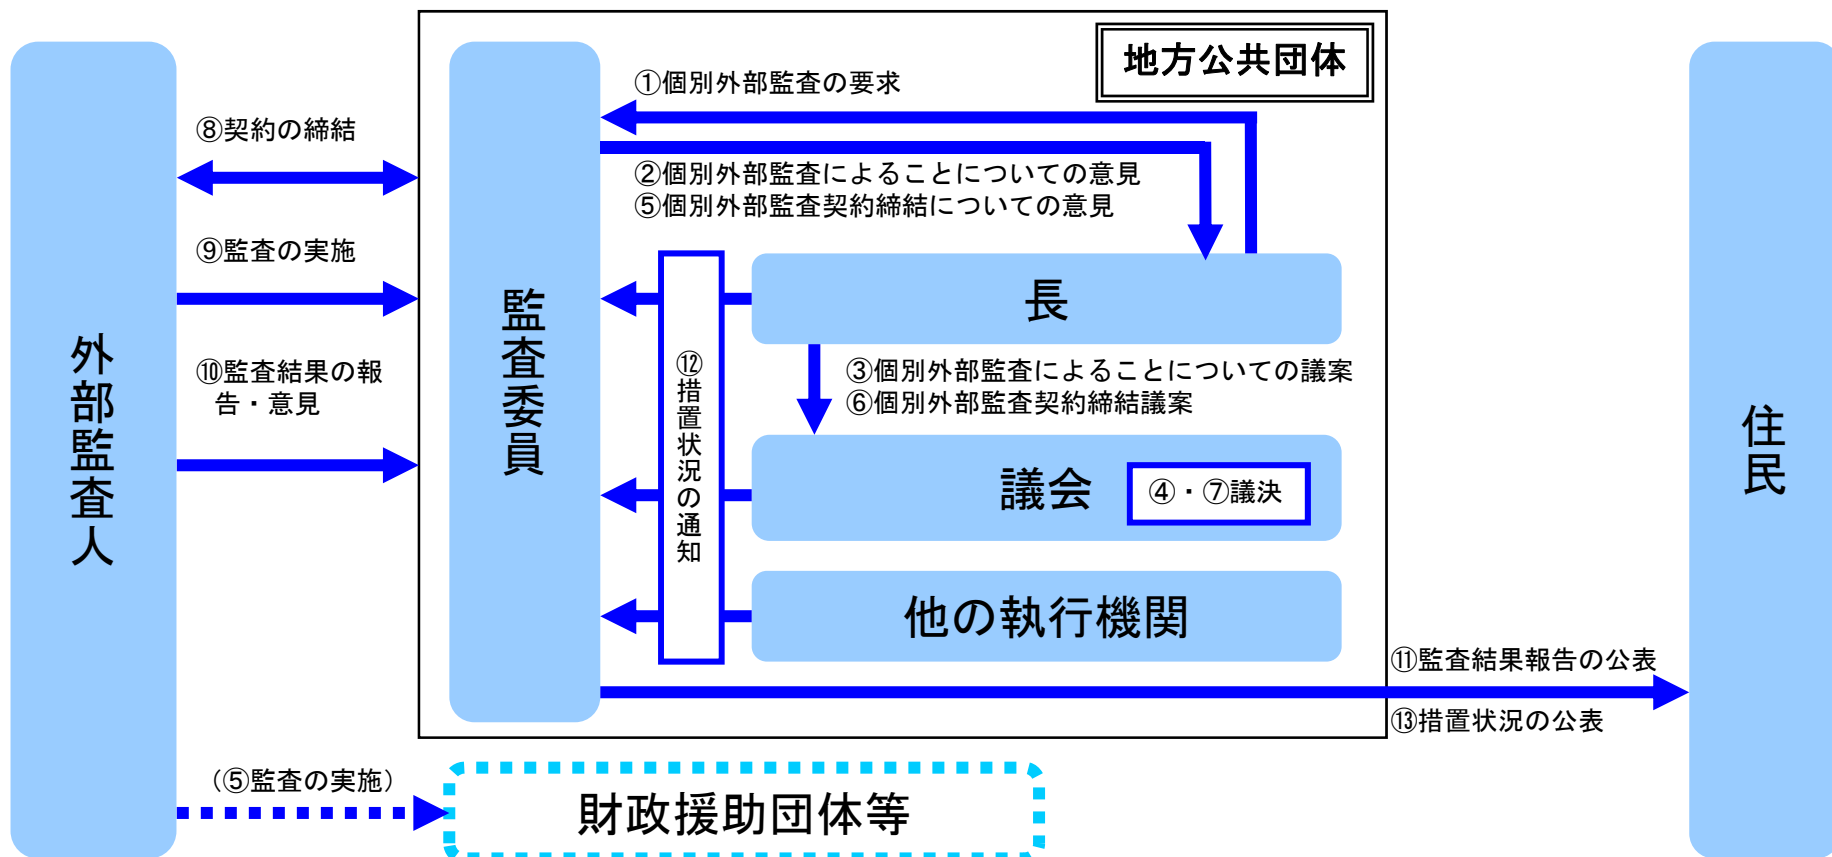 地方公共団体
①個別外部監査の要求
⑧契約の締結
②個別外部監査によることについての意見
⑤個別外部監査契約締結についての意見
⑨監査の実施
長
外部監査人
監査委員
⑩監査結果の報
告・意見
⑫措置状況の通知
③個別外部監査によることについての議案
⑥個別外部監査契約締結議案
議会
④・⑦議決
住民
他の執行機関
⑪監査結果報告の公表
⑬措置状況の公表
（⑤監査の実施）
財政援助団体等